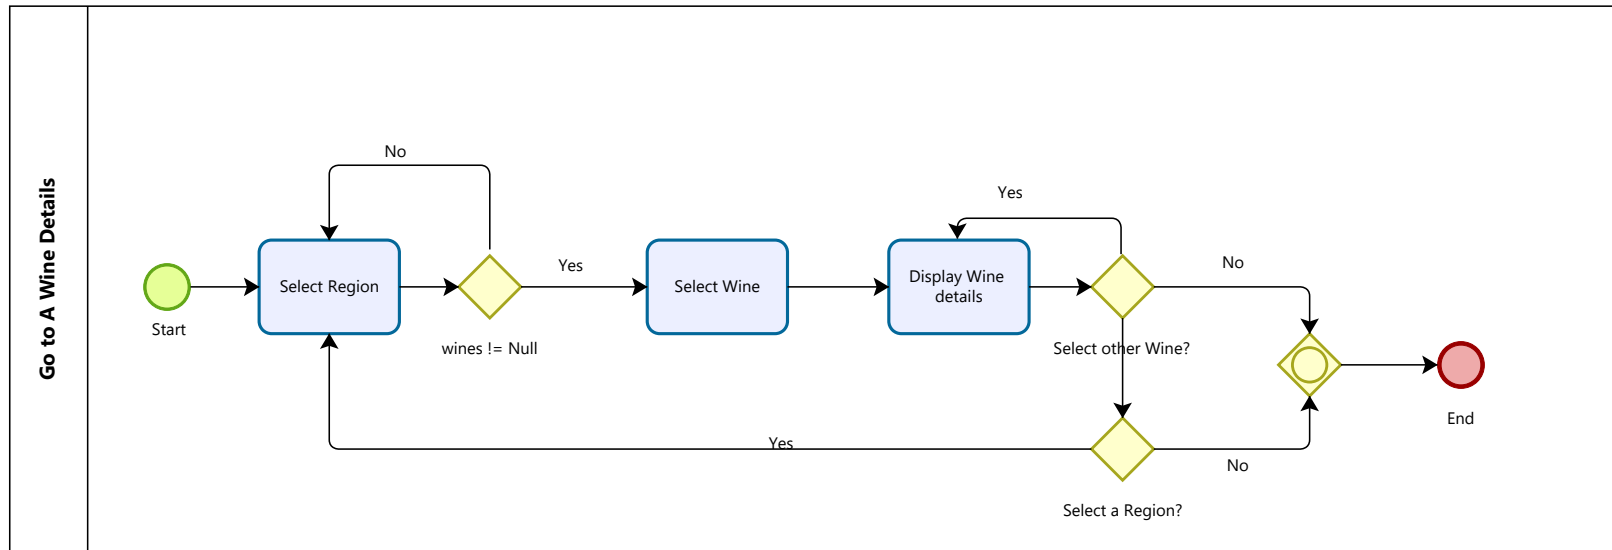 Go to A Wine Details
No
Yes
Select Region
Yes
Select Wine
Display Wine
details
No
Start
wines != Null
Select other Wine?
End
Yes
No
Select a Region?